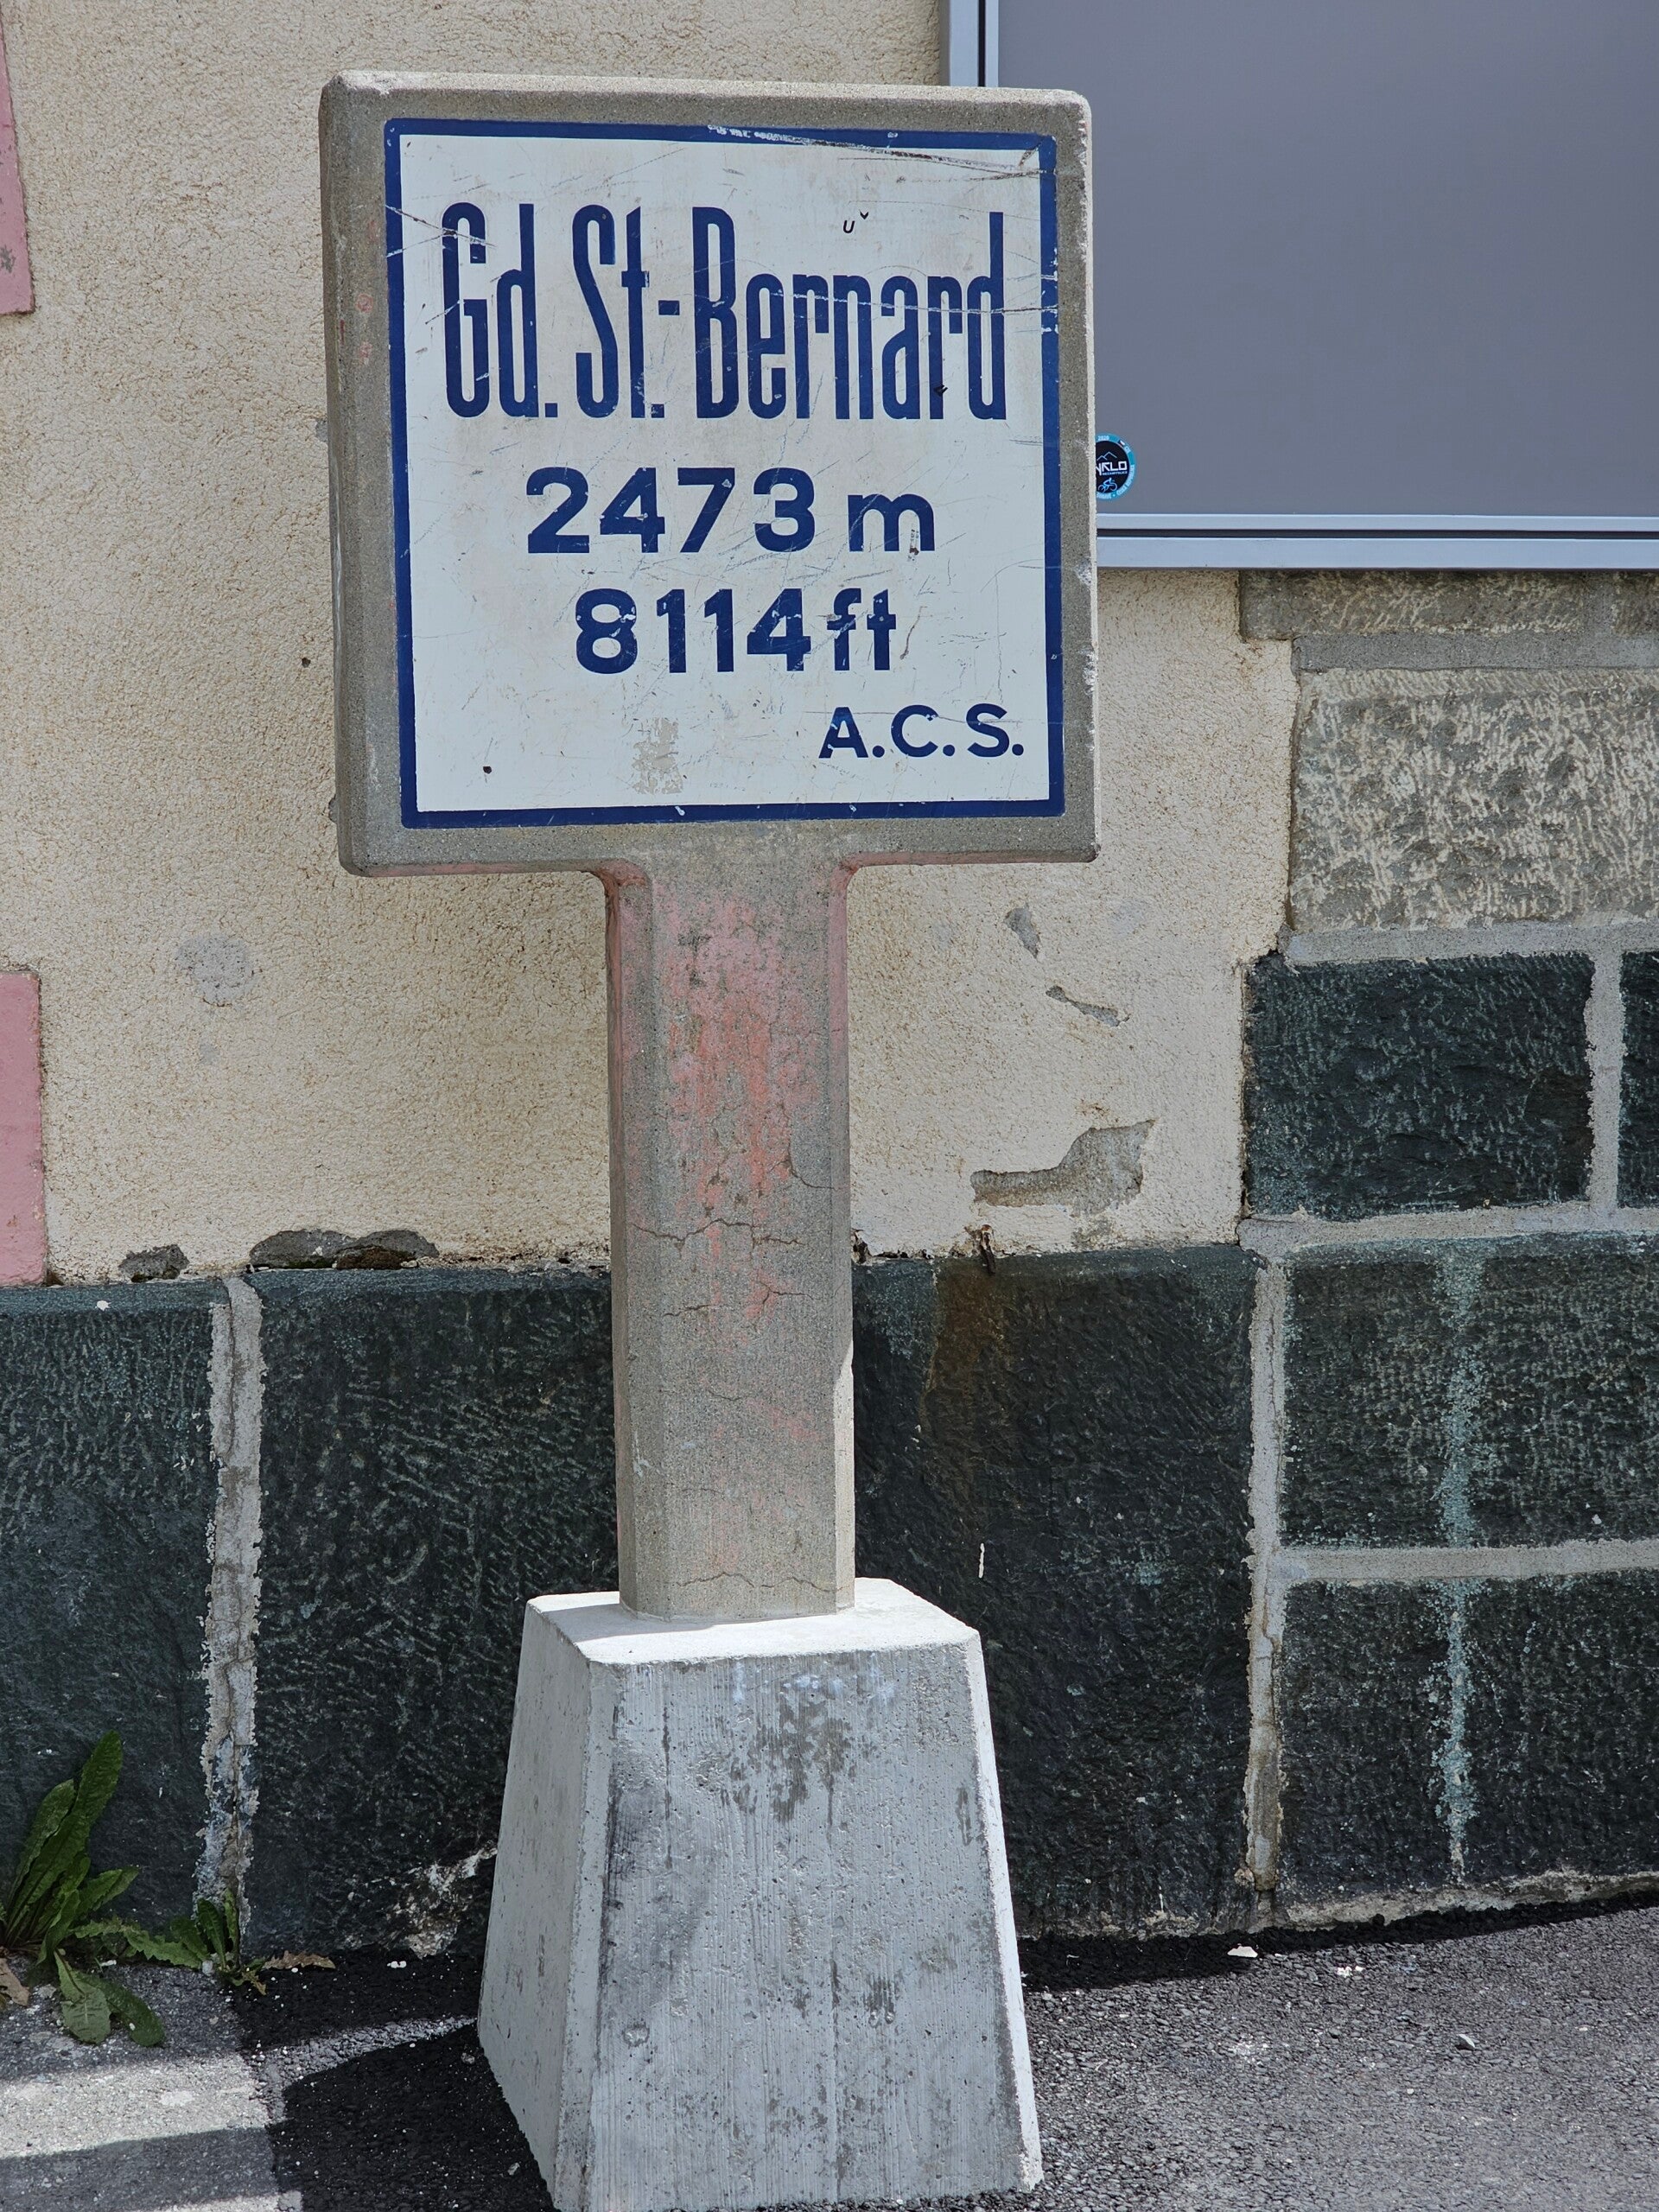 Gd. St.-Bernard
2473 m
8114 ft
A.C.S.